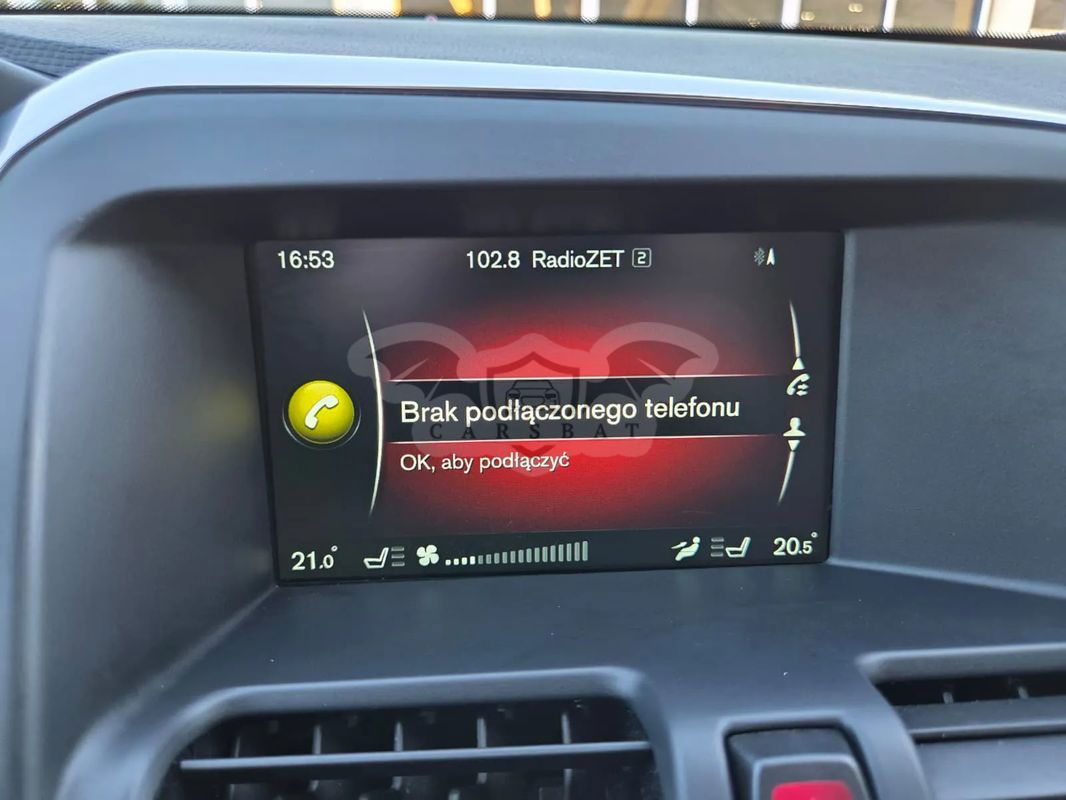 16:53 102.8 RadioZET 2
Brak podłączonego telefonu
CARSBAT
OK, aby podłączyć
21.0° 20.5°